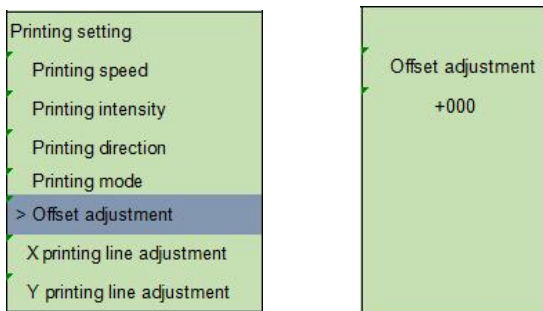 Printing setting
Printing speed
Printing intensity
Printing direction
Printing mode
> Offset adjustment
X printing line adjustment
Y printing line adjustment
Offset adjustment
+000